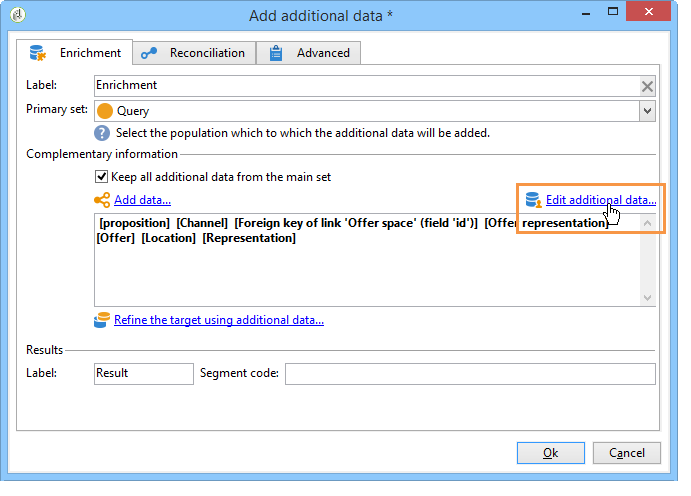 Add additional data *
Enrichment Reconciliation Advanced
Label: Enrichment
Primary set: Query
Select the population which to which the additional data will be added.
Complementary information
Keep all additional data from the main set
Add data... Edit additional data...
[proposition] [Channel] [Foreign key of link 'Offer space' (field 'id')] [Offer representation]
[Offer] [Location] [Representation]
Refine the target using additional data...
Results
Label: Result Segment code:
Ok Cancel